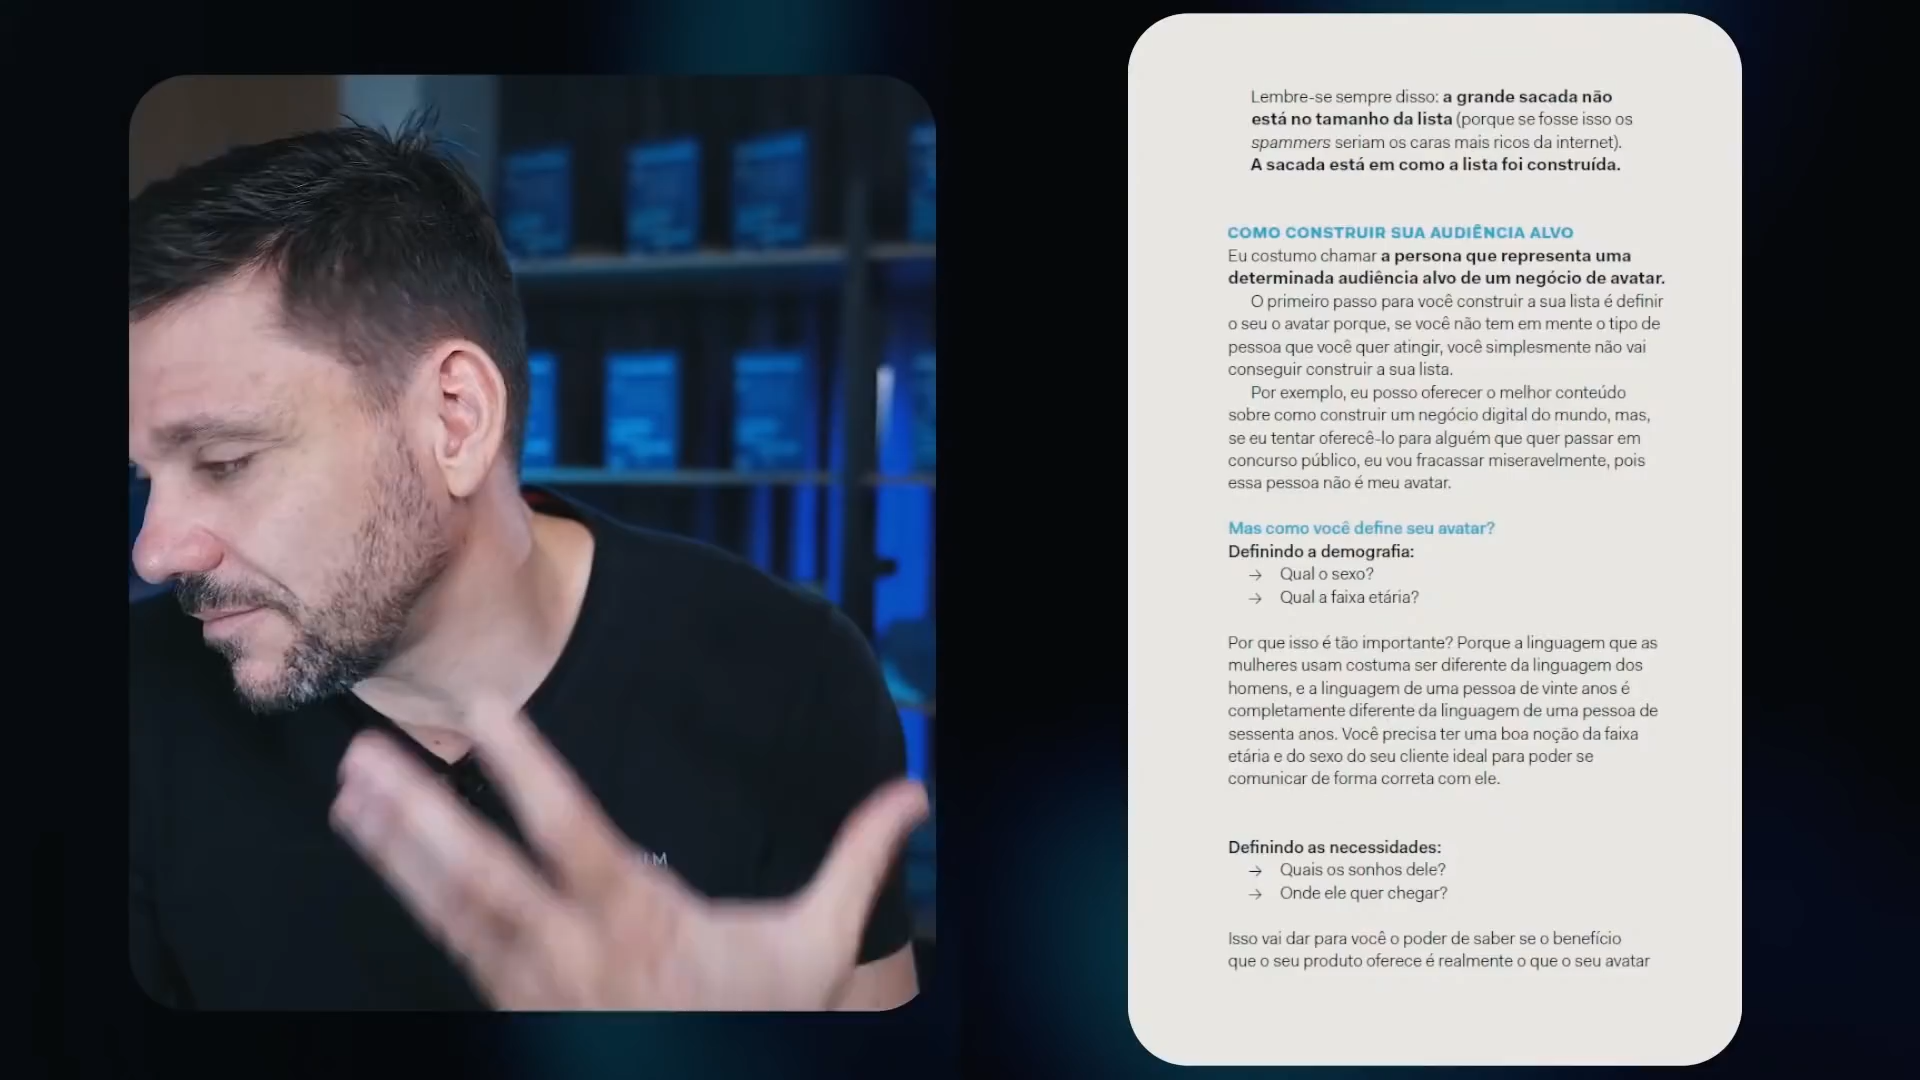 Lembre-se sempre disso: a grande sacada não
está no tamanho da lista (porque se fosse isso os
spammers seriam os caras mais ricos da internet).
A sacada está em como a lista foi construída.
COMO CONSTRUIR SUA AUDIÊNCIA ALVO
Eu costumo chamar a persona que representa uma
determinada audiência alvo de um negócio de avatar.
O primeiro passo para você construir a sua lista é definir
o seu o avatar porque, se você não tem em mente o tipo de
pessoa que você quer atingir, você simplesmente não vai
conseguir construir a sua lista.
Por exemplo, eu posso oferecer o melhor conteúdo
sobre como construir um negócio digital do mundo, mas,
se eu tentar oferecê-lo para alguém que quer passar em
concurso público, eu vou fracassar miseravelmente, pois
essa pessoa não é meu avatar.
Mas como você define seu avatar?
Definindo a demografia:
→ Qual o sexo?
→ Qual a faixa etária?
Por que isso é tão importante? Porque a linguagem que as
mulheres usam costuma ser diferente da linguagem dos
homens, e a linguagem de uma pessoa de vinte anos é
completamente diferente da linguagem de uma pessoa de
sessenta anos. Você precisa ter uma boa noção da faixa
etária e do sexo do seu cliente ideal para poder se
comunicar de forma correta com ele.
Definindo as necessidades:
→ Quais os sonhos dele?
→ Onde ele quer chegar?
Isso vai dar para você o poder de saber se o benefício
que o seu produto oferece é realmente o que o seu avatar